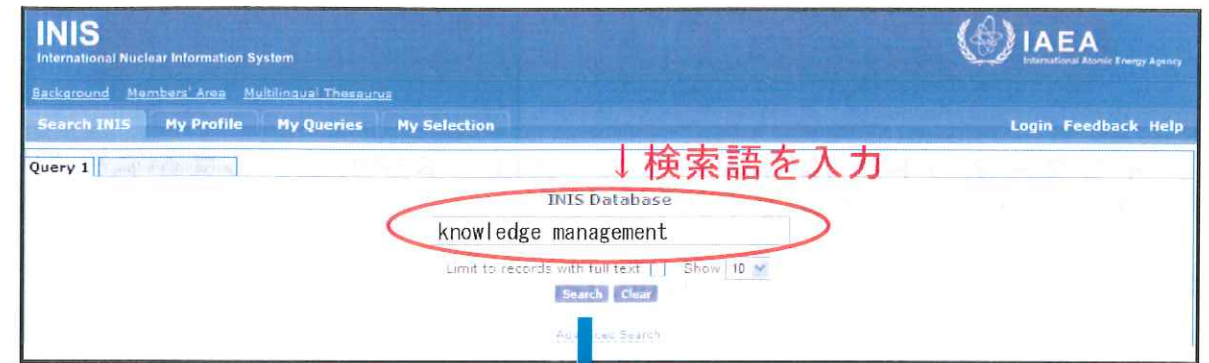 INIS
International Nuclear Information System
IAEA
International Atomic Energy Agency
Background Members' Area Multilingual Thesaurus
Search INIS My Profile My Queries My Selection
Login Feedback Help
Query 1
↓検索語を入力
INIS Database
knowledge management
Limit to records with full text Show 10
Search Clear
Search